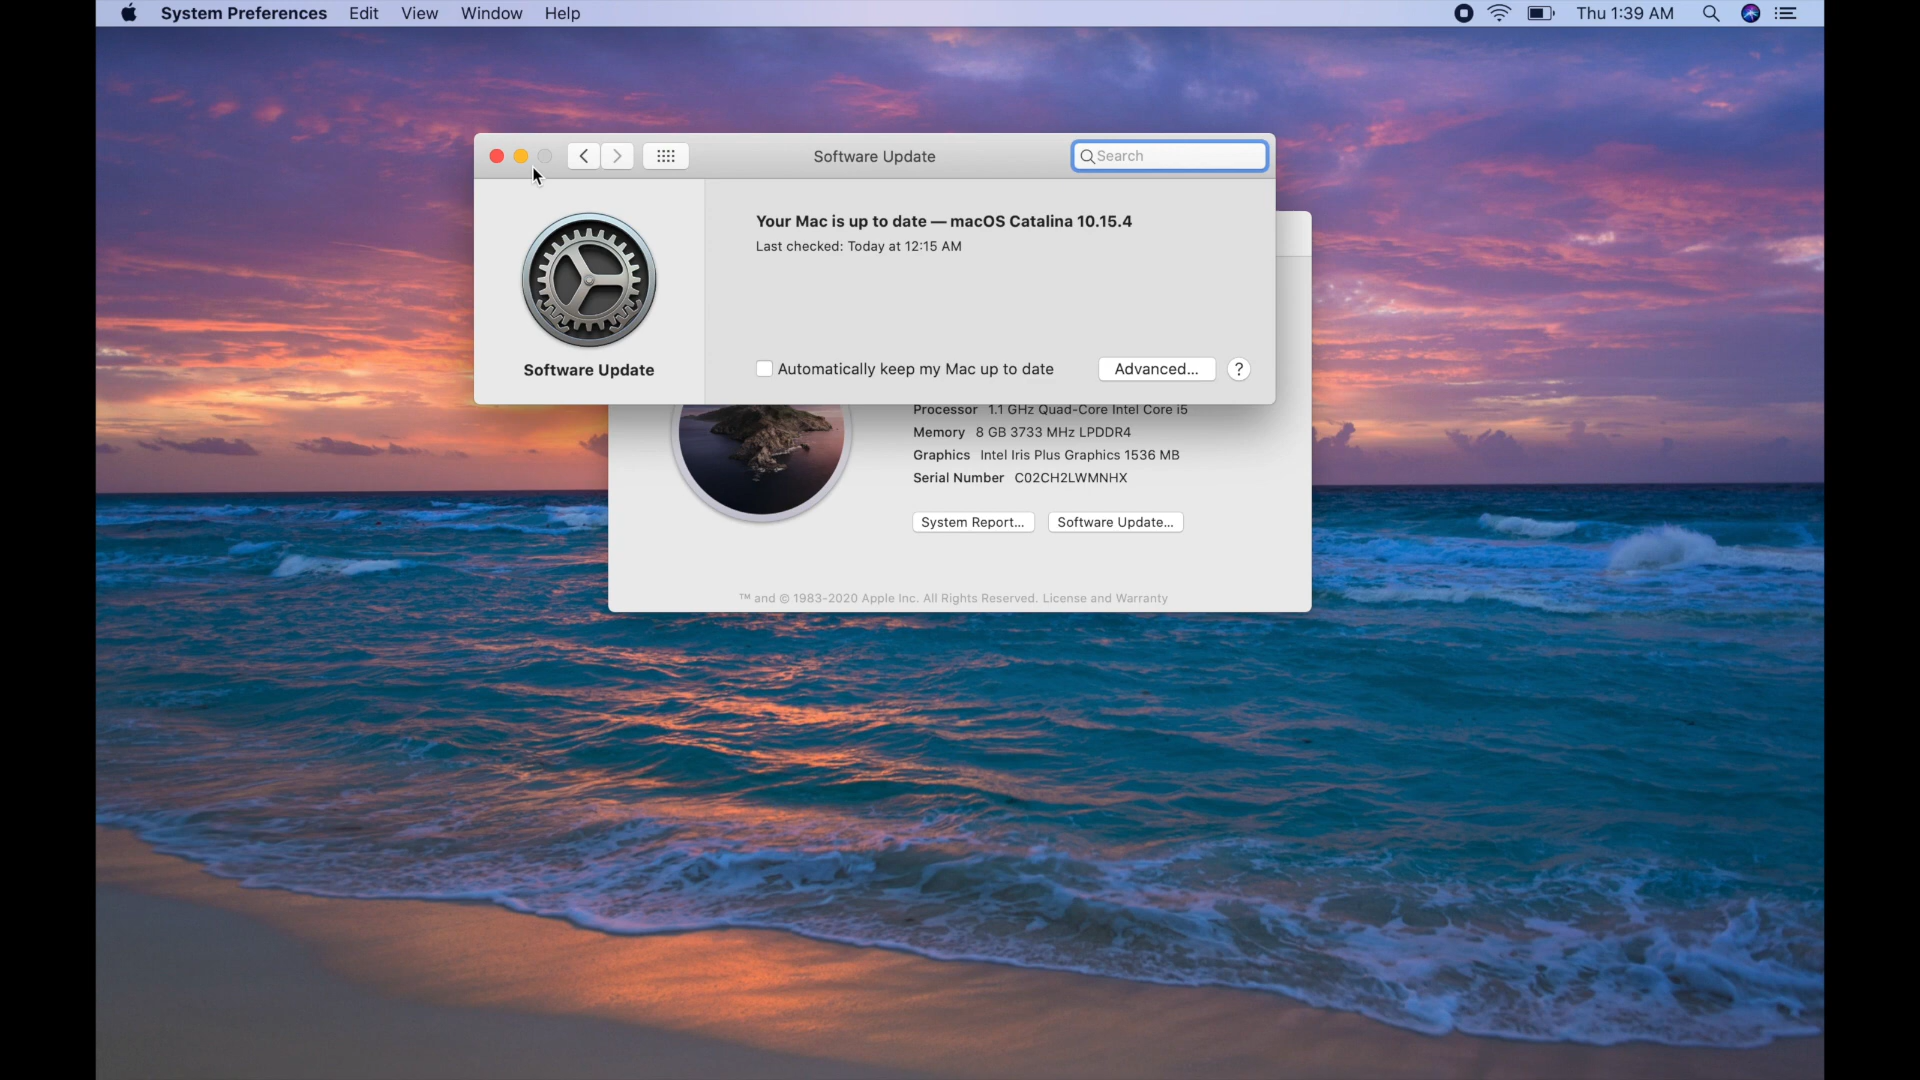 System Preferences Edit View Window Help Thu 1:39 AM
Software Update Search
Your Mac is up to date — macOS Catalina 10.15.4
Last checked: Today at 12:15 AM
Software Update
Automatically keep my Mac up to date Advanced... ?
Processor 1.1 GHz Quad-Core Intel Core i5
Memory 8 GB 3733 MHz LPDDR4
Graphics Intel Iris Plus Graphics 1536 MB
Serial Number C02CH2LWMNHX
System Report... Software Update...
™ and © 1983-2020 Apple Inc. All Rights Reserved. License and Warranty